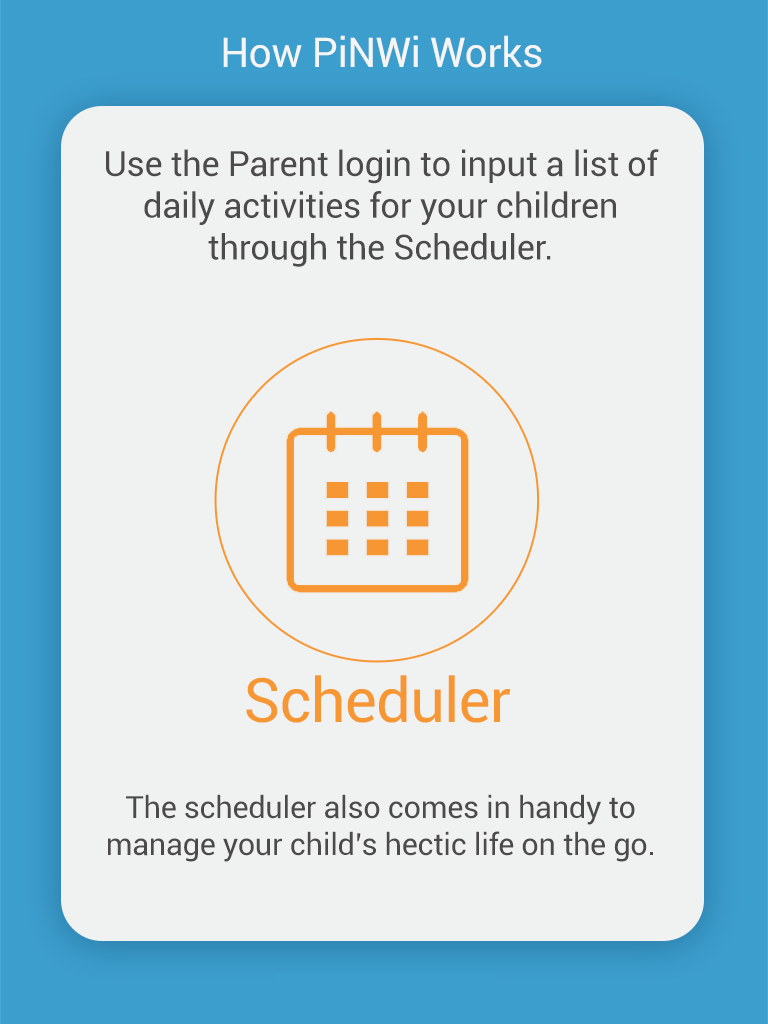 How PiNWi Works
Use the Parent login to input a list of
daily activities for your children
through the Scheduler.
Scheduler
The scheduler also comes in handy to
manage your child's hectic life on the go.